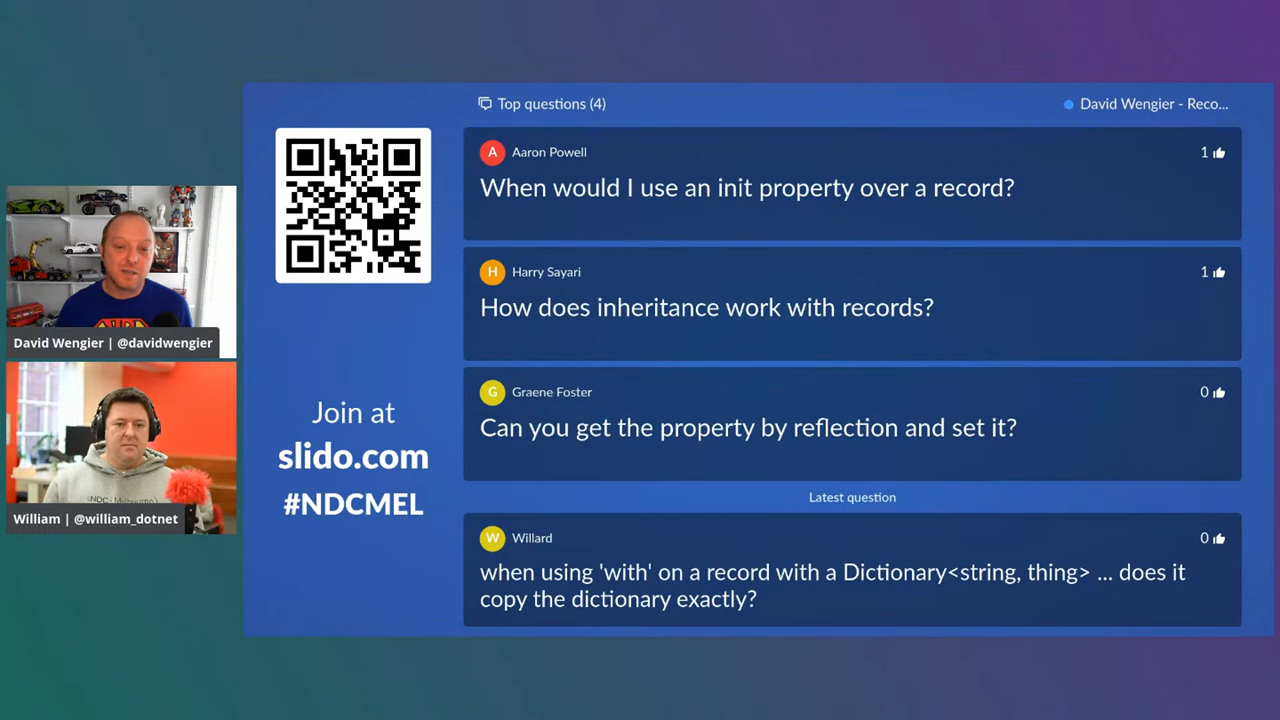 Top questions (4)
David Wengier - Reco...
A
Aaron Powell
1
When would I use an init property over a record?
H
Harry Sayari
1
How does inheritance work with records?
G
Graene Foster
0
Can you get the property by reflection and set it?
Latest question
W
Willard
0
when using 'with' on a record with a Dictionary<string, thing> ... does it
copy the dictionary exactly?
Join at
slido.com
#NDCMEL
David Wengier | @davidwengier
NDC | Melbourne
William | @william_dotnet